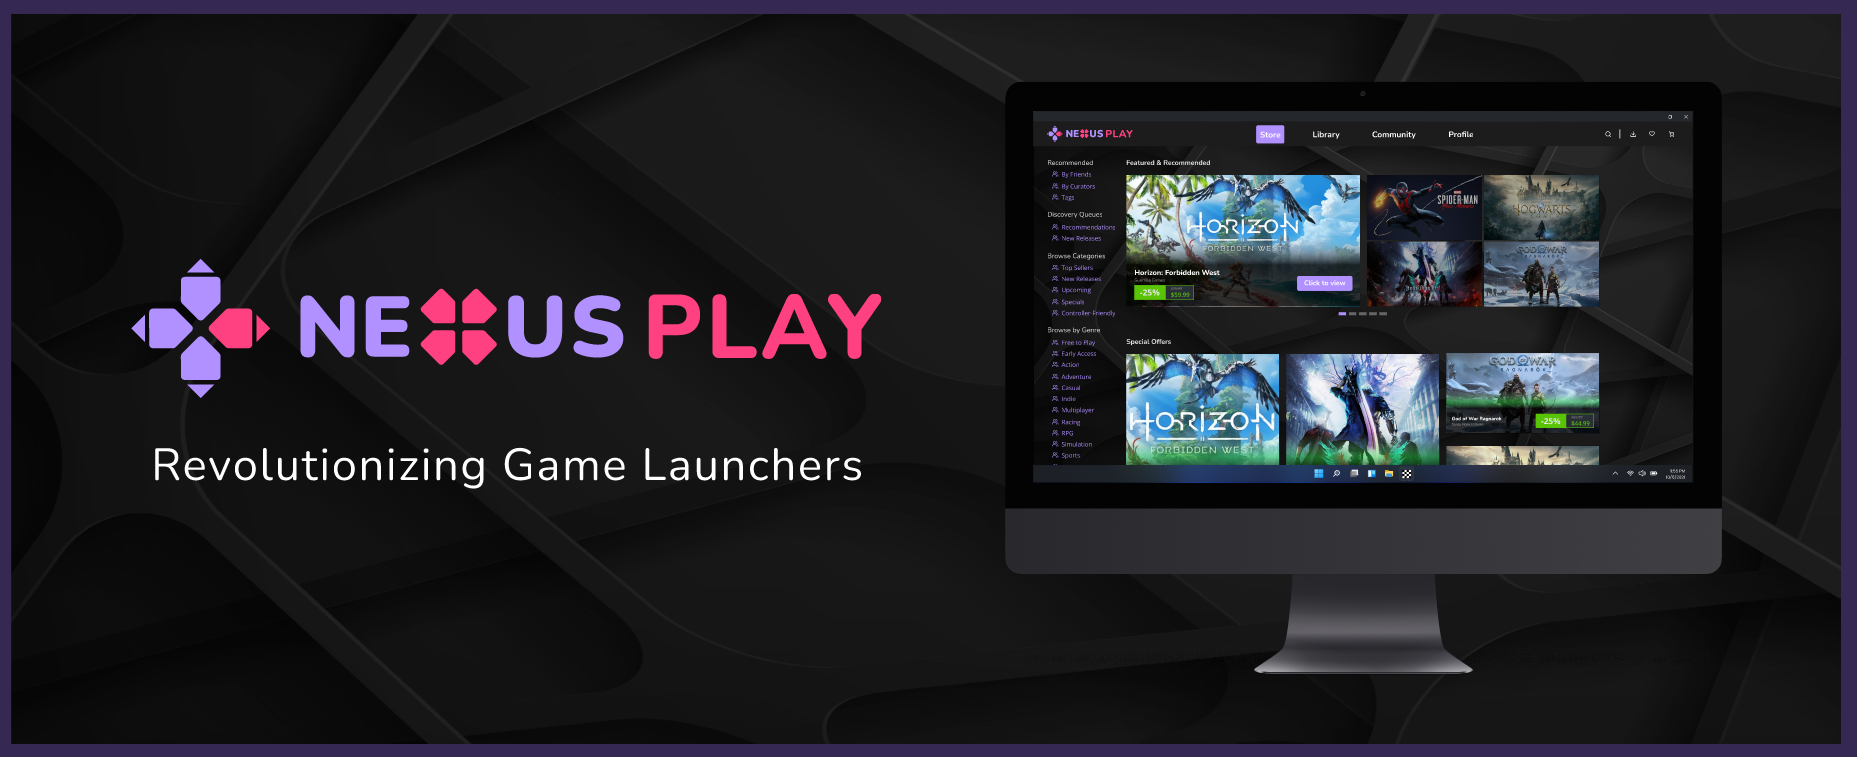 NEXUS PLAY
Revolutionizing Game Launchers
NEXUS PLAY
Store
Library
Community
Profile
Recommended
By Friends
By Curators
Tags
Discovery Queues
Recommendations
New Releases
Browse Categories
Top Sellers
New Releases
Upcoming
Specials
Controller Friendly
Browse by Genre
Free to Play
Early Access
Action
Adventure
Casual
Indie
Multiplayer
Racing
RPG
Simulation
Sports
Featured & Recommended
HORIZON
FORBIDDEN WEST
Horizon: Forbidden West
-25%
$59.99
Click to view
MARVEL
SPIDER-MAN
HOGWARTS
GOD OF WAR
Special Offers
HORIZON
II
FORBIDDEN WEST
GOD OF WAR
RAGNARÖK
God of War Ragnarok
-25%
$44.99